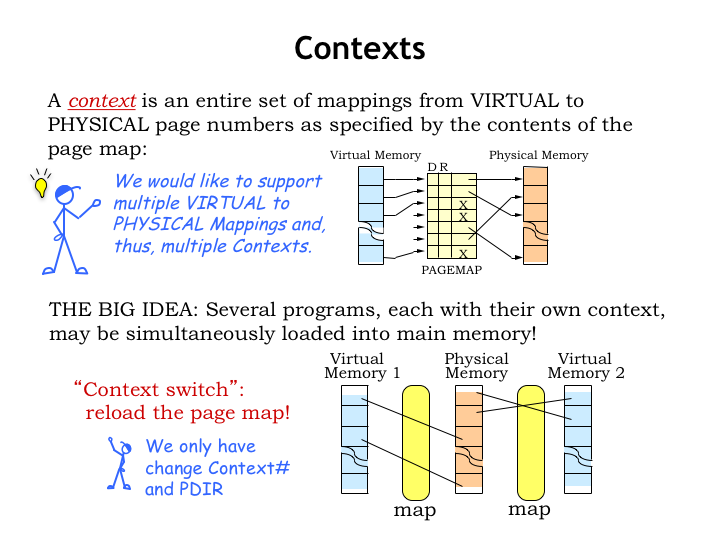 Contexts
A context is an entire set of mappings from VIRTUAL to
PHYSICAL page numbers as specified by the contents of the
page map:
Virtual Memory
Physical Memory
D R
We would like to support
multiple VIRTUAL to
PHYSICAL Mappings and,
thus, multiple Contexts.
X
X
X
PAGEMAP
THE BIG IDEA: Several programs, each with their own context,
may be simultaneously loaded into main memory!
Virtual
Memory 1
Physical
Memory
Virtual
Memory 2
“Context switch”:
reload the page map!
We only have
change Context#
and PDIR
map
map